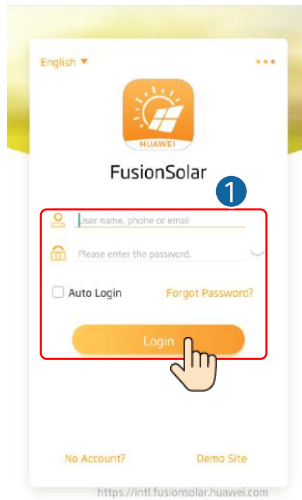 English ▼
HUAWEI
FusionSolar
1
User name, phone or email
Please enter the password.
Auto Login Forgot Password?
Login
No Account? Demo Site
https://intl.fusionsolar.huawei.com